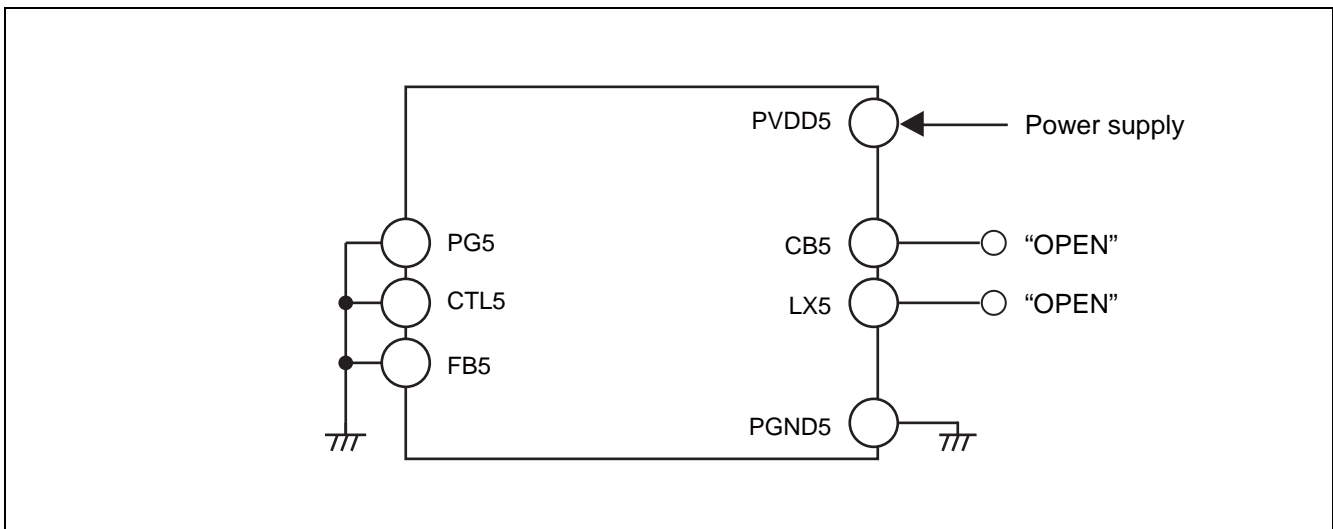 PVDD5
Power supply
PG5
CB5
“OPEN”
CTL5
LX5
“OPEN”
FB5
PGND5